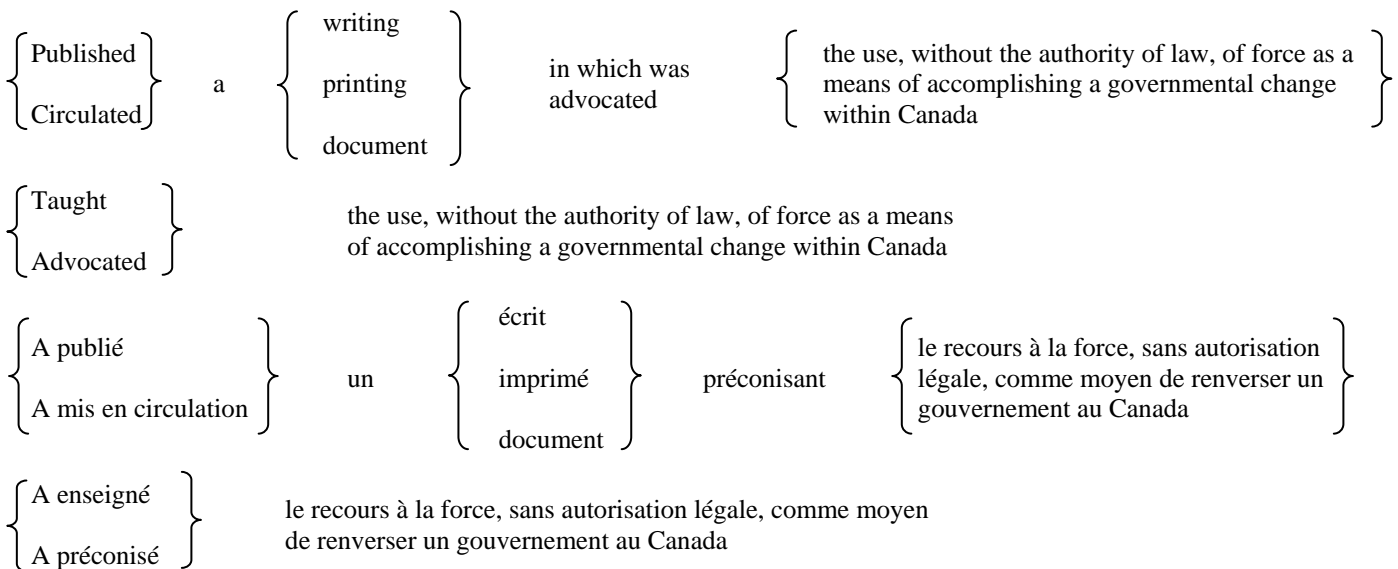 Published
Circulated
a
writing
printing
document
in which was
advocated
the use, without the authority of law, of force as a
means of accomplishing a governmental change
within Canada
Taught
Advocated
the use, without the authority of law, of force as a means
of accomplishing a governmental change within Canada
A publié
A mis en circulation
un
écrit
imprimé
document
préconisant
le recours à la force, sans autorisation
légale, comme moyen de renverser un
gouvernement au Canada
A enseigné
A préconisé
le recours à la force, sans autorisation légale, comme moyen
de renverser un gouvernement au Canada